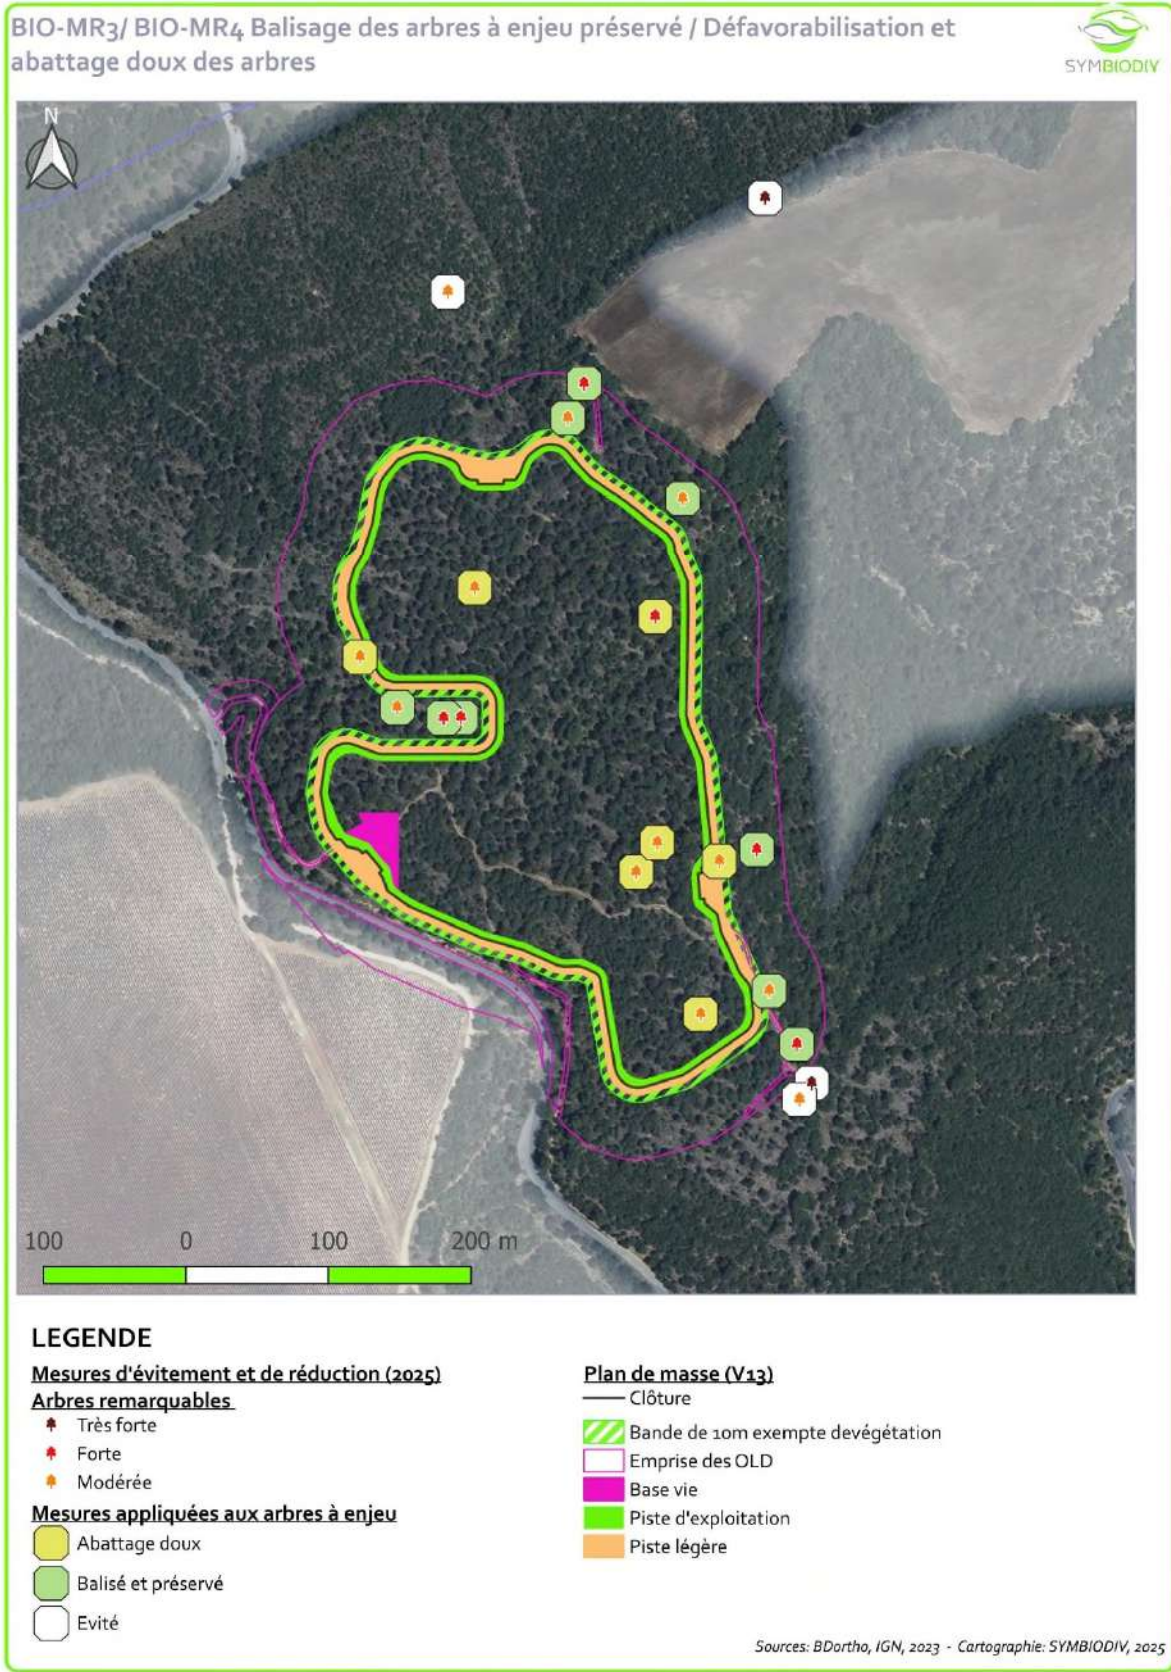 BIO-MR3/ BIO-MR4 Balisage des arbres à enjeu préservé / Défavorabilisation et
abattage doux des arbres
SYMBIODIV
N
100 0 100 200 m
LEGENDE
Mesures d'évitement et de réduction (2025)
Arbres remarquables
Très forte
Forte
Modérée
Mesures appliquées aux arbres à enjeu
Abattage doux
Balisé et préservé
Evité
Plan de masse (V13)
Clôture
Bande de 10m exempte devégétation
Emprise des OLD
Base vie
Piste d'exploitation
Piste légère
Sources: BDortho, IGN, 2023 - Cartographie: SYMBIODIV, 2025